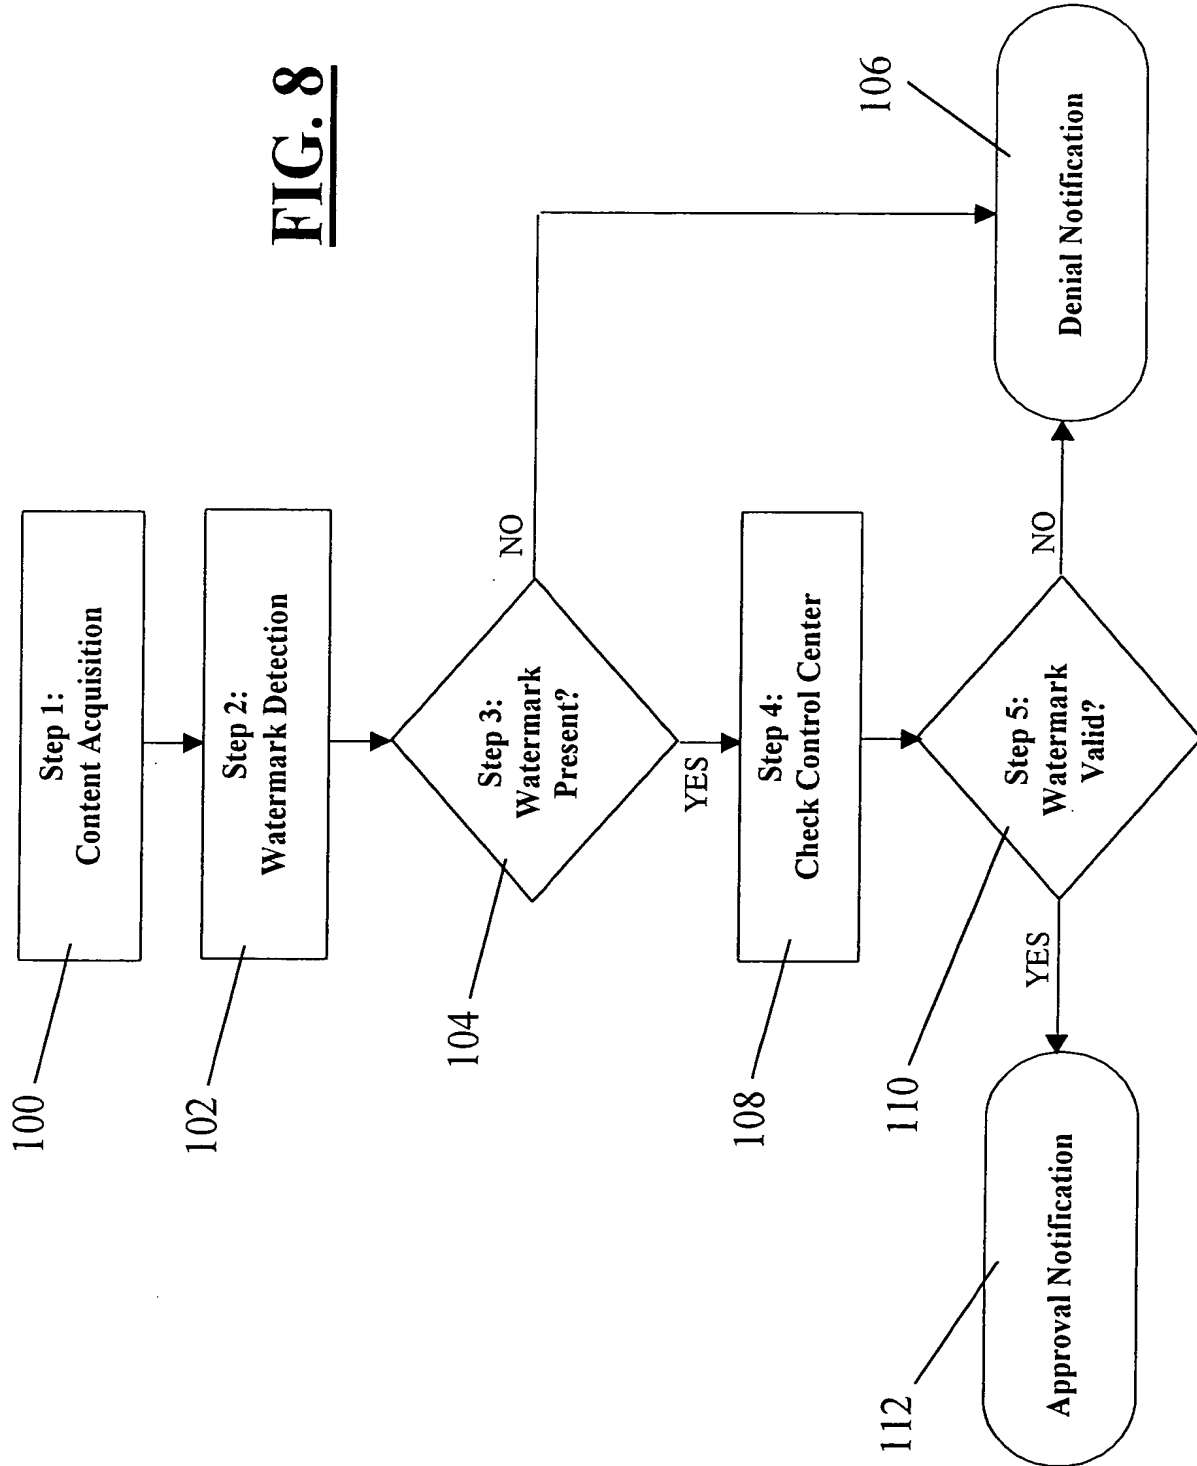 FIG. 8
100
Step 1:
Content Acquisition
102
Step 2:
Watermark Detection
104
Step 3:
Watermark
Present?
NO
YES
106
Denial Notification
108
Step 4:
Check Control Center
110
Step 5:
Watermark
Valid?
NO
YES
112
Approval Notification